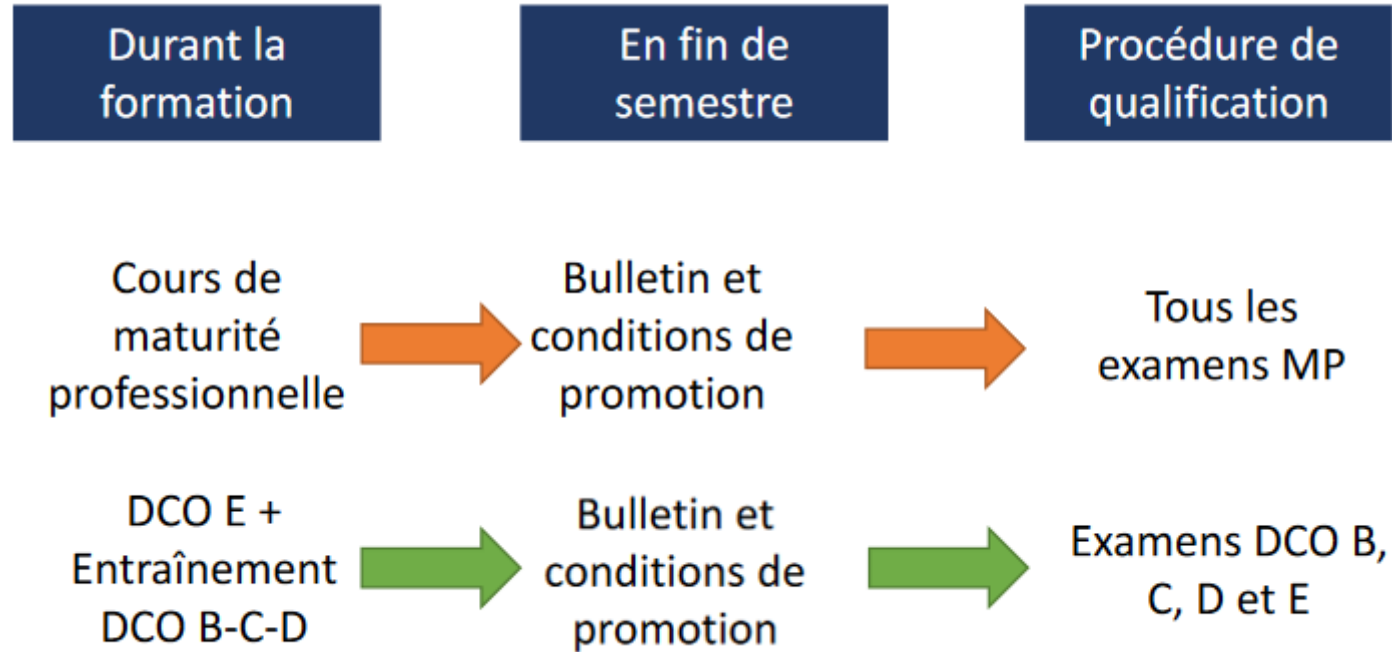 Durant la
formation
En fin de
semestre
Procédure de
qualification
Cours de
maturité
professionnelle
Bulletin et
conditions de
promotion
Tous les
examens MP
DCO E +
Entraînement
DCO B-C-D
Bulletin et
conditions de
promotion
Examens DCO B,
C, D et E